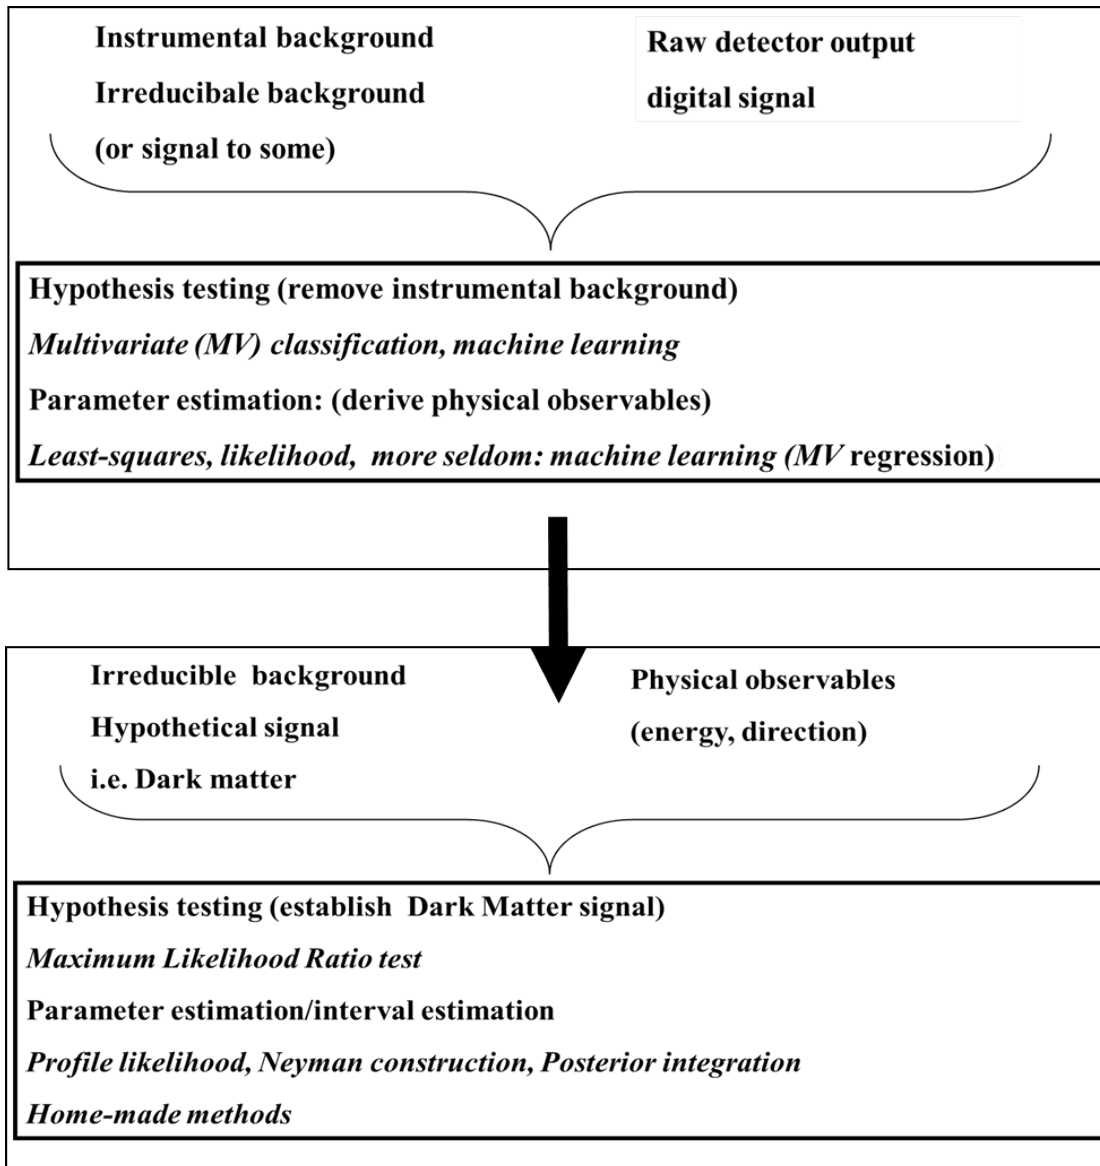 Instrumental background
Irreducibale background
(or signal to some)
Raw detector output
digital signal
Hypothesis testing (remove instrumental background)
Multivariate (MV) classification, machine learning
Parameter estimation: (derive physical observables)
Least-squares, likelihood,  more seldom: machine learning (MV regression)
Irreducible  background
Hypothetical signal
i.e. Dark matter
Physical observables
(energy, direction)
Hypothesis testing (establish  Dark Matter signal)
Maximum Likelihood Ratio test
Parameter estimation/interval estimation
Profile likelihood, Neyman construction, Posterior integration
Home-made methods